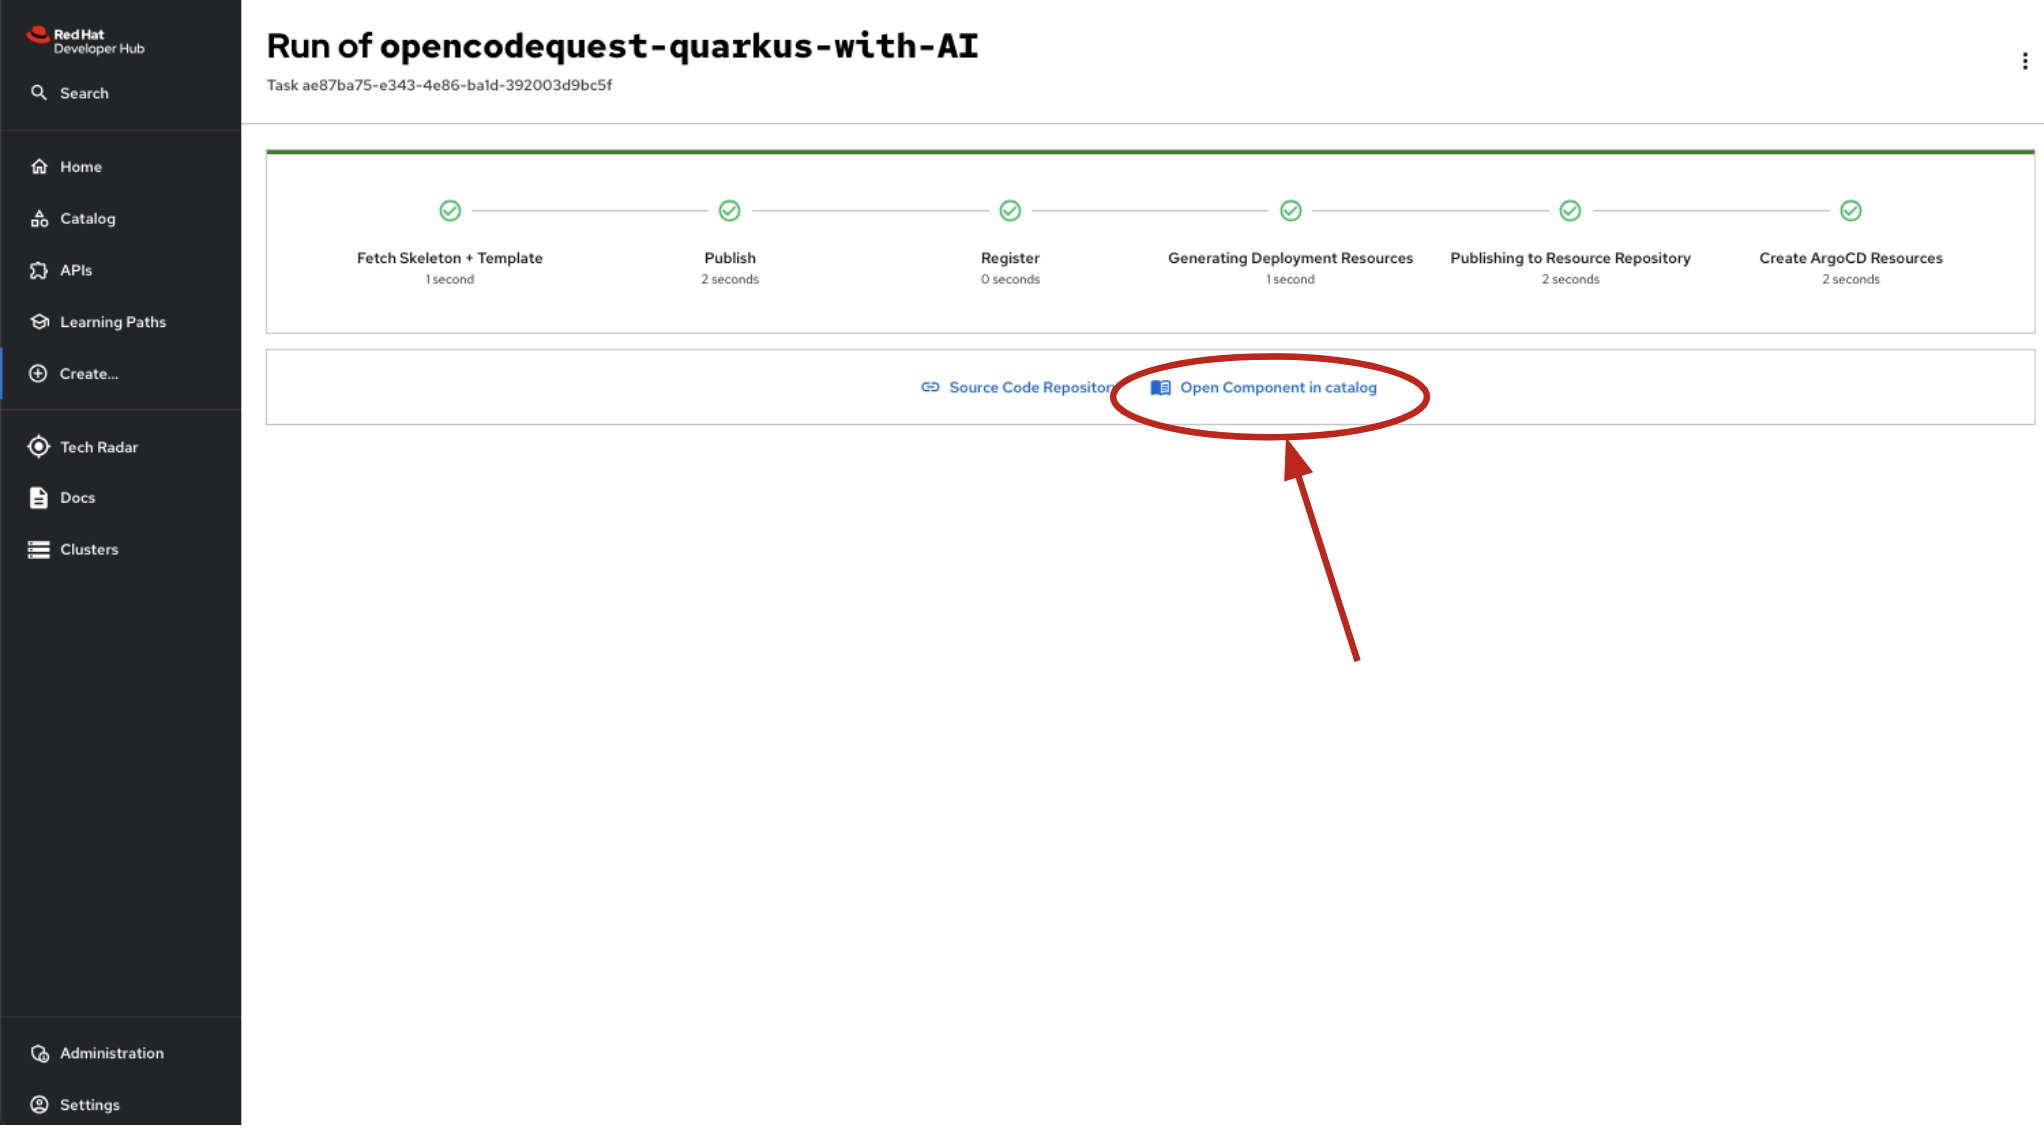 Red Hat
Developer Hub
Search
Home
Catalog
APIs
Learning Paths
Create...
Tech Radar
Docs
Clusters
Administration
Settings
Run of opencodequest-quarkus-with-AI
Task ae87ba75-e343-4e86-ba1d-392003d9bc5f
Fetch Skeleton + Template
1 second
Publish
2 seconds
Register
0 seconds
Generating Deployment Resources
1 second
Publishing to Resource Repository
2 seconds
Create ArgoCD Resources
2 seconds
Source Code Repository
Open Component in catalog